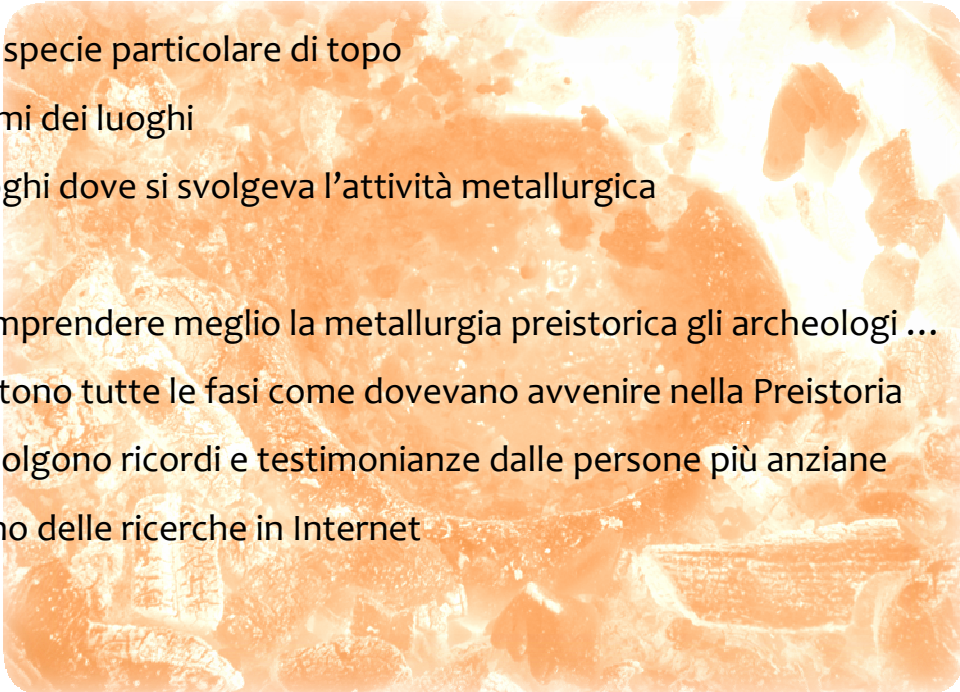 specie particolare di topo
mi dei luoghi
ghi dove si svolgeva l’attività metallurgica
mprendere meglio la metallurgia preistorica gli archeologi …
tono tutte le fasi come dovevano avvenire nella Preistoria
olgono ricordi e testimonianze dalle persone più anziane
no delle ricerche in Internet